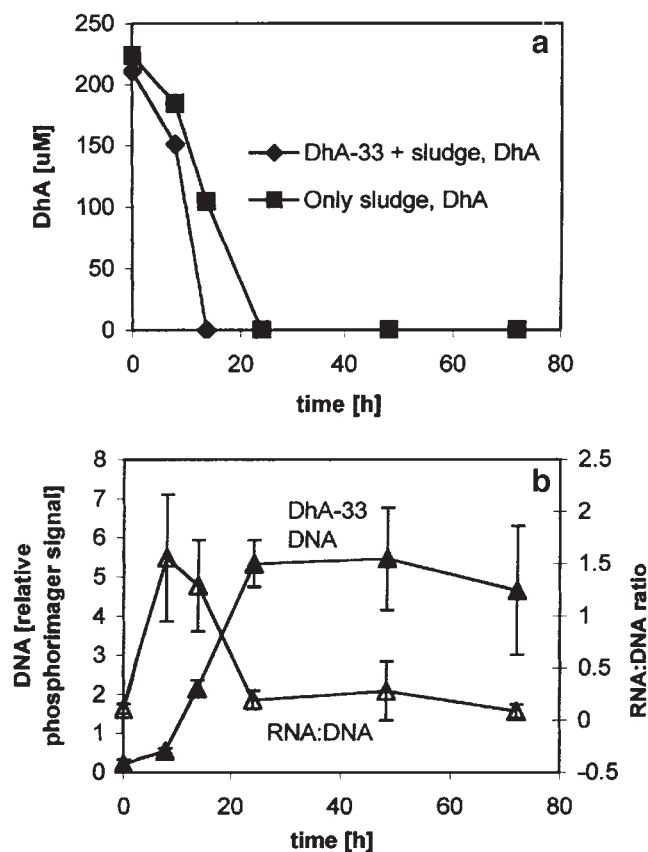 a
250
200
150
100
50
0
DhA [uM]
DhA-33 + sludge, DhA
Only sludge, DhA
0 20 40 60 80
time [h]
b
8
7
6
5
4
3
2
1
0
DNA [relative
phosphorimager signal]
2.5
2
1.5
1
0.5
0
–0.5
RNA:DNA ratio
DhA-33
DNA
RNA:DNA
0 20 40 60 80
time [h]